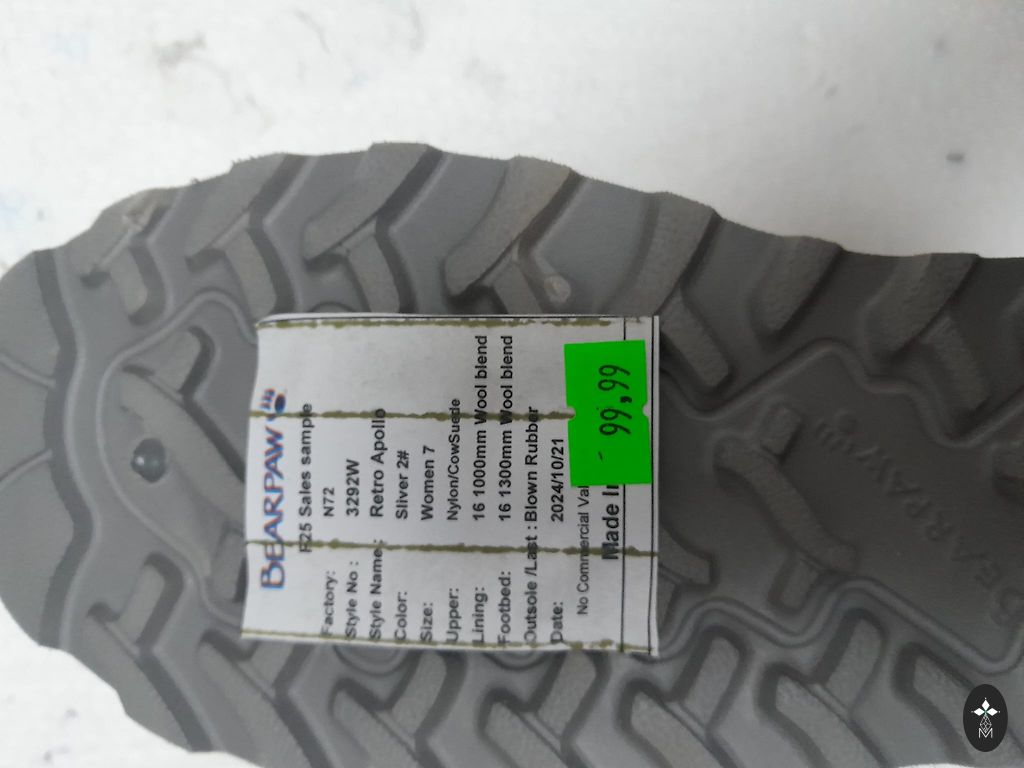 BEARPAW
F25 Sales sample
Factory: N72
Style No : 3292W
Style Name: Retro Apollo
Color: Sliver 2#
Size: Women 7
Upper: Nylon/CowSuede
Lining: 16 1000mm Wool blend
Footbed: 16 1300mm Wool blend
Outsole /Last : Blown Rubber
Date: 2024/10/21
No Commercial Val
Made In
99,99
BEARPAW
M